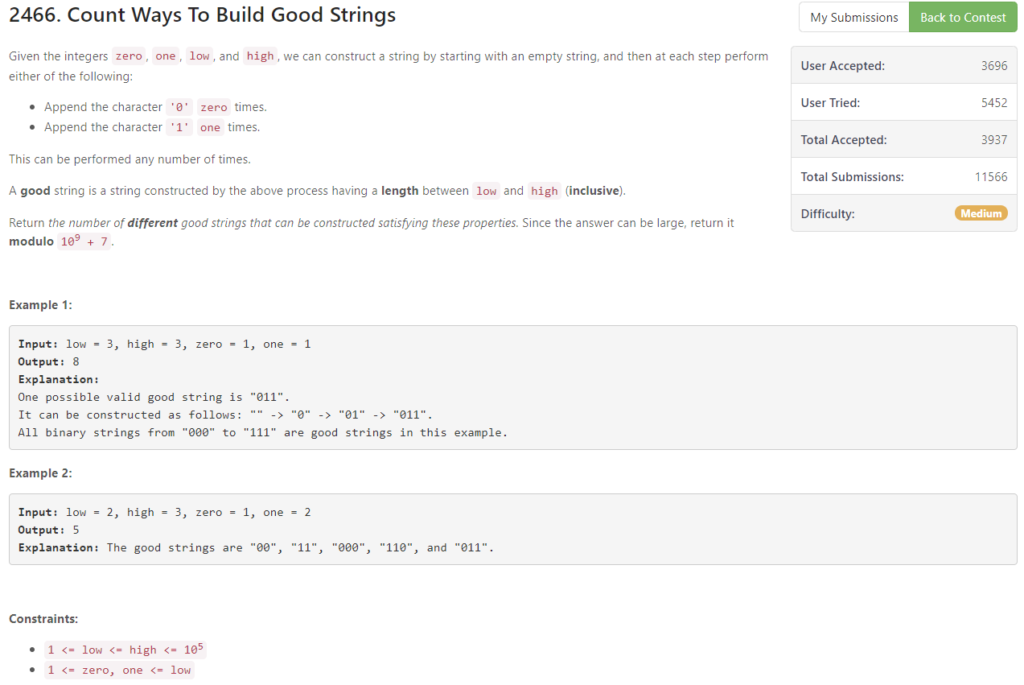 2466. Count Ways To Build Good Strings
My Submissions
Back to Contest
Given the integers zero, one, low, and high, we can construct a string by starting with an empty string, and then at each step perform
either of the following:
• Append the character '0' zero times.
• Append the character '1' one times.
This can be performed any number of times.
A good string is a string constructed by the above process having a length between low and high (inclusive).
Return the number of different good strings that can be constructed satisfying these properties. Since the answer can be large, return it
modulo 10⁹ + 7.
User Accepted: 3696
User Tried: 5452
Total Accepted: 3937
Total Submissions: 11566
Difficulty: Medium
Example 1:
Input: low = 3, high = 3, zero = 1, one = 1
Output: 8
Explanation:
One possible valid good string is "011".
It can be constructed as follows: "" -> "0" -> "01" -> "011".
All binary strings from "000" to "111" are good strings in this example.
Example 2:
Input: low = 2, high = 3, zero = 1, one = 2
Output: 5
Explanation: The good strings are "00", "11", "000", "110", and "011".
Constraints:
• 1 <= low <= high <= 10⁵
• 1 <= zero, one <= low